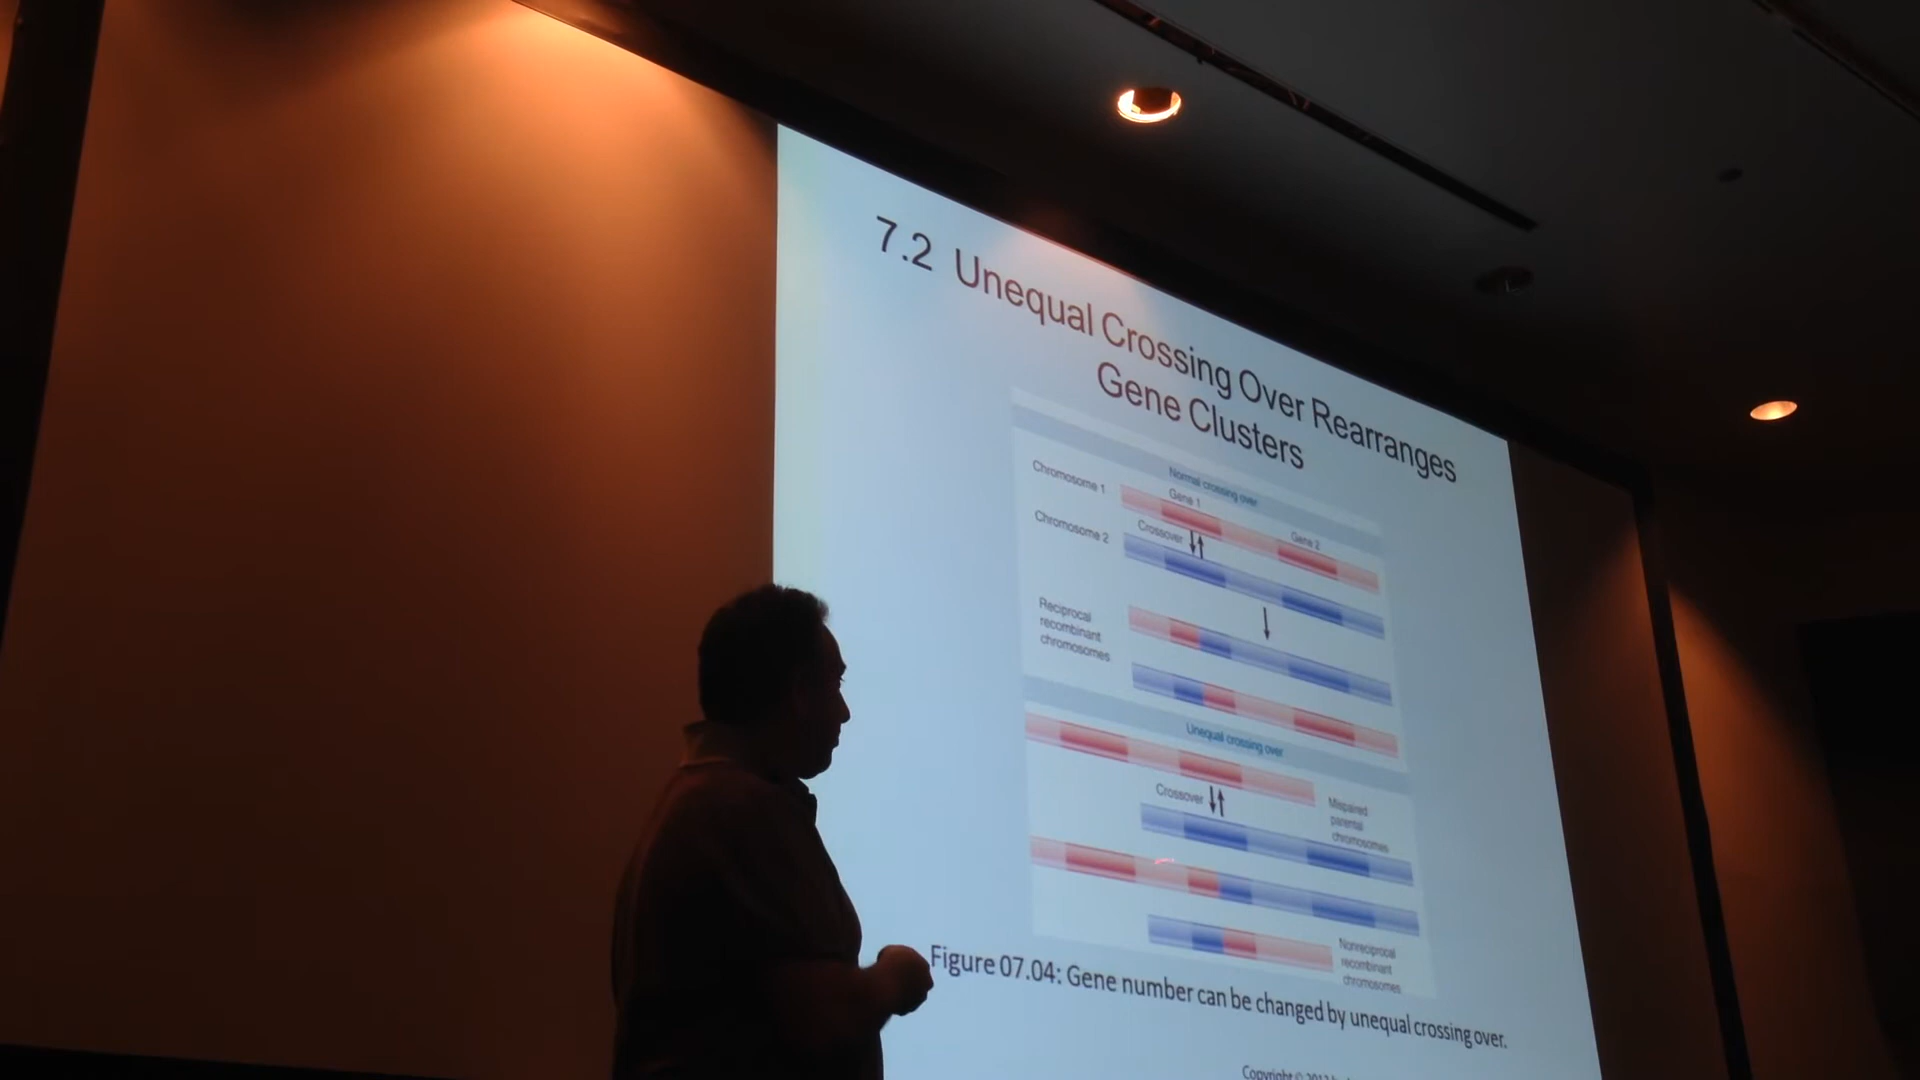 7.2 Unequal Crossing Over Rearranges
Gene Clusters
Normal crossing over
Chromosome 1
Gene 1
Gene 2
Chromosome 2
Crossover
Reciprocal
recombinant
chromosomes
Unequal crossing over
Crossover
Mispaired
parental
chromosomes
Nonreciprocal
recombinant
chromosomes
Figure 07.04: Gene number can be changed by unequal crossing over.
Copyright ©